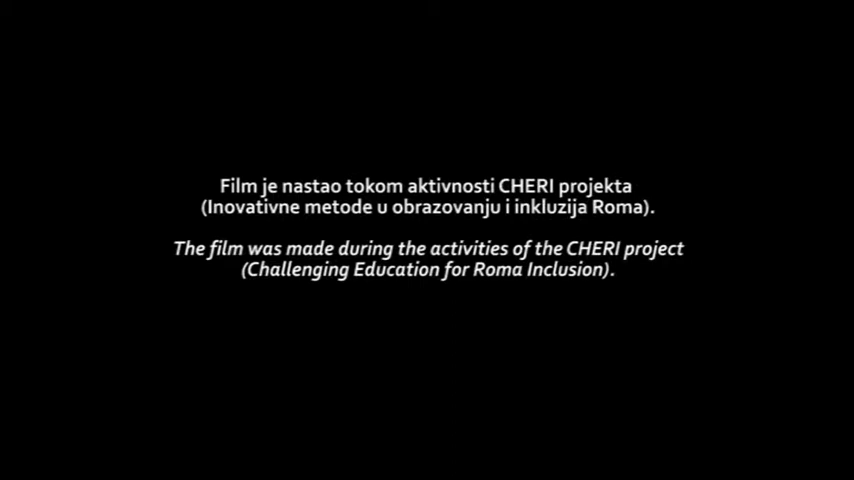 Film je nastao tokom aktivnosti CHERI projekta
(Inovativne metode u obrazovanju i inkluzija Roma).
The film was made during the activities of the CHERI project
(Challenging Education for Roma Inclusion).